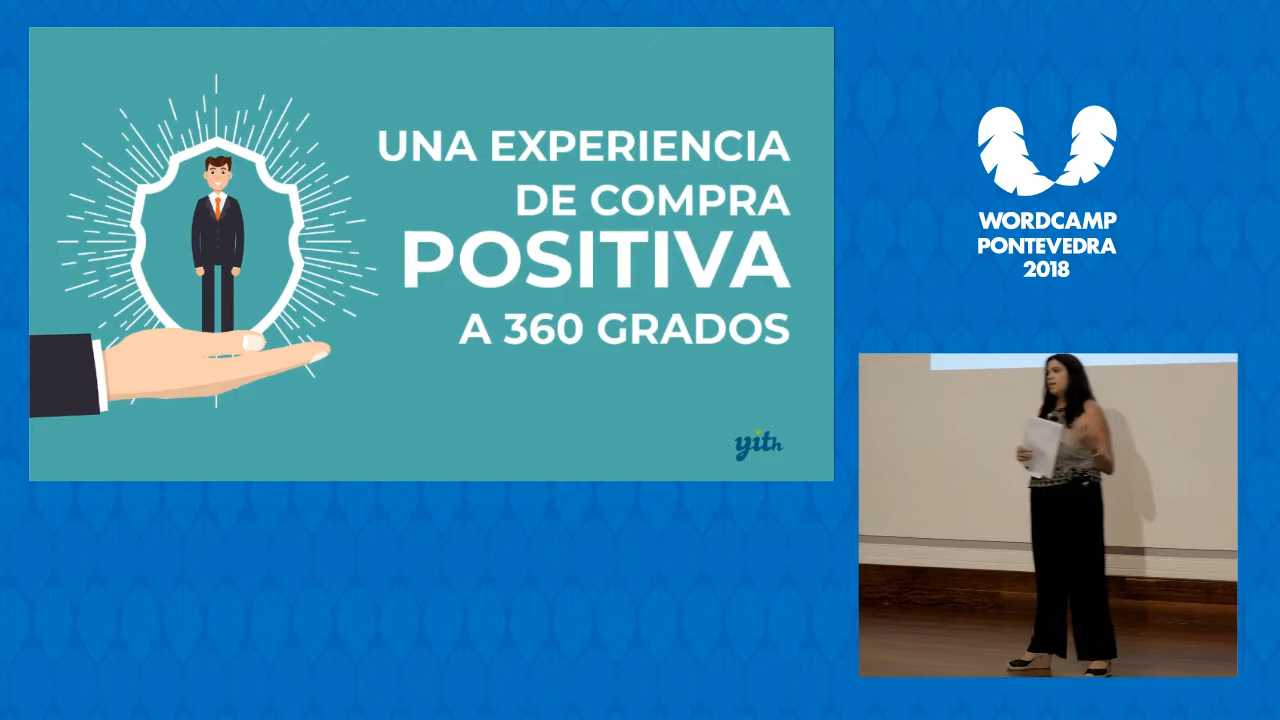 UNA EXPERIENCIA
DE COMPRA
POSITIVA
A 360 GRADOS
yith
WORDCAMP
PONTEVEDRA
2018